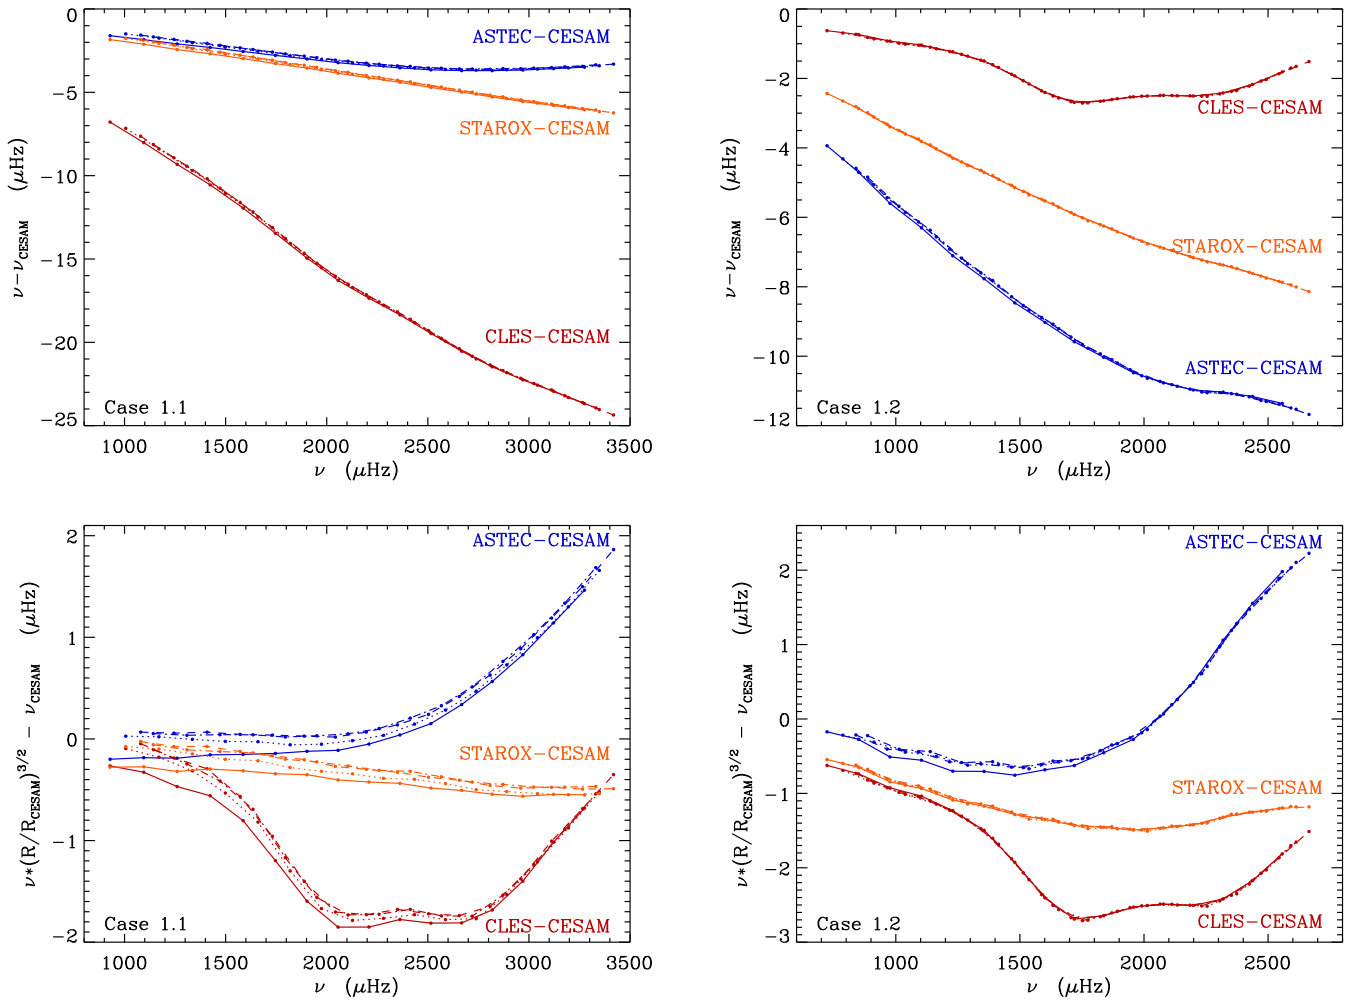 0
−5
−10
−15
−20
−25
ν−ν_CESAM (μHz)
ASTEC−CESAM
STAROX−CESAM
CLES−CESAM
Case 1.1
1000 1500 2000 2500 3000 3500
ν (μHz)
0
−2
−4
−6
−8
−10
−12
ν−ν_CESAM (μHz)
CLES−CESAM
STAROX−CESAM
ASTEC−CESAM
Case 1.2
1000 1500 2000 2500
ν (μHz)
2
1
0
−1
−2
ν*(R/R_CESAM)^3/2 − ν_CESAM (μHz)
ASTEC−CESAM
STAROX−CESAM
CLES−CESAM
Case 1.1
1000 1500 2000 2500 3000 3500
ν (μHz)
2
1
0
−1
−2
−3
ν*(R/R_CESAM)^3/2 − ν_CESAM (μHz)
ASTEC−CESAM
STAROX−CESAM
CLES−CESAM
Case 1.2
1000 1500 2000 2500
ν (μHz)